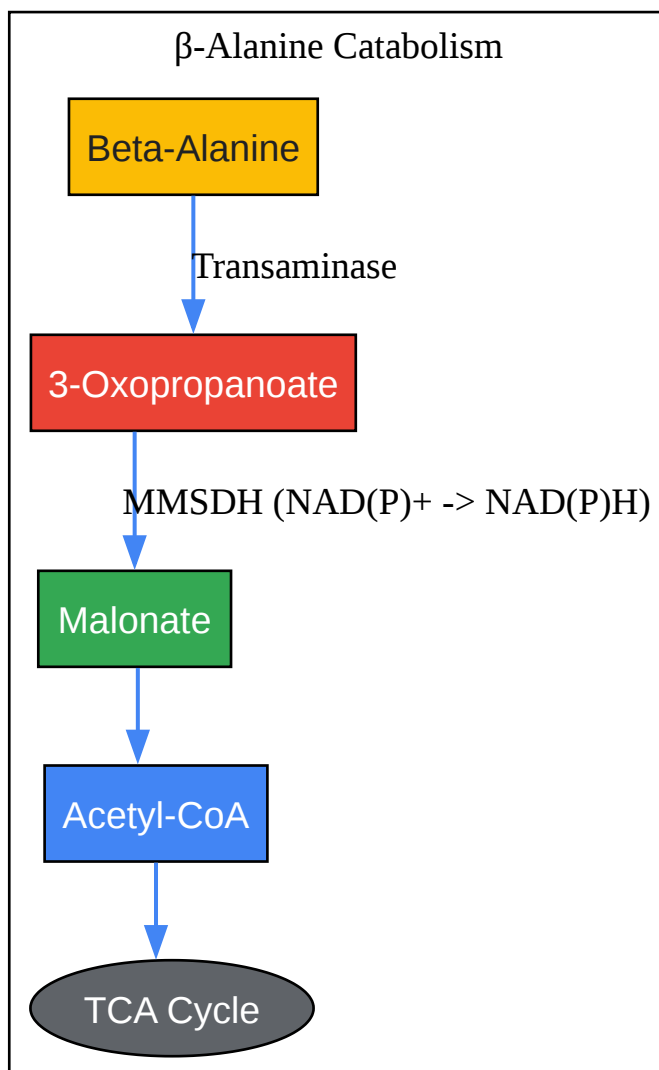 β-Alanine Catabolism
Beta-Alanine
Transaminase
3-Oxopropanoate
MMSDH (NAD(P)+ -> NAD(P)H)
Malonate
Acetyl-CoA
TCA Cycle